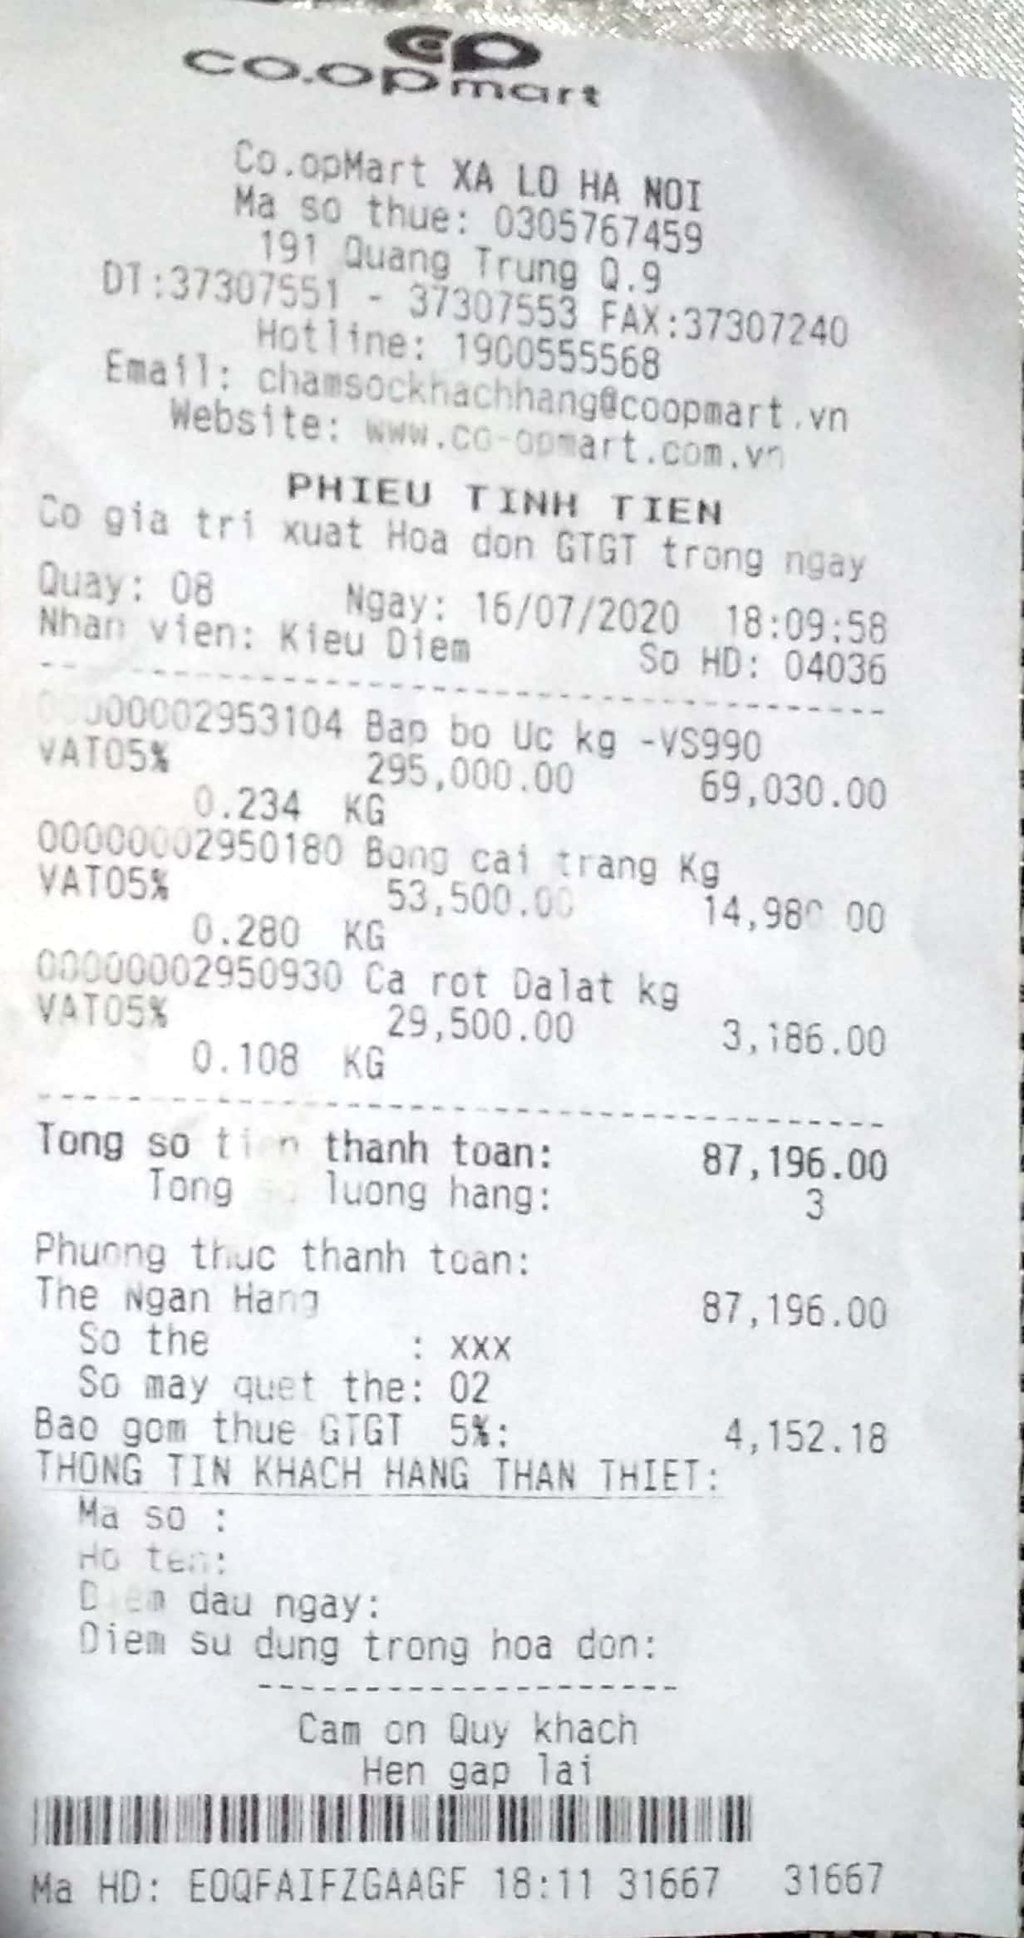 co.opmart
Co.opMart XA LO HA NOI
Ma so thue: 0305767459
191 Quang Trung Q.9
DT:37307551 - 37307553 FAX:37307240
Hotline: 1900555568
Email: chamsockhachhang@coopmart.vn
Website: www.co-opmart.com.vn
PHIEU TINH TIEN
Co gia tri xuat Hoa don GTGT trong ngay
Quay: 08 Ngay: 16/07/2020 18:09:58
Nhan vien: Kieu Diem So HD: 04036
00000002953104 Bap bo Uc kg -VS990
VAT05% 295,000.00 69,030.00
0.234 KG
00000002950180 Bong cai trang Kg
VAT05% 53,500.00 14,980.00
0.280 KG
00000002950930 Ca rot Dalat kg
VAT05% 29,500.00 3,186.00
0.108 KG
Tong so tien thanh toan: 87,196.00
Tong so luong hang: 3
Phuong thuc thanh toan:
The Ngan Hang 87,196.00
So the : xxx
So may quet the: 02
Bao gom thue GTGT 5%: 4,152.18
THONG TIN KHACH HANG THAN THIET:
Ma so :
Ho ten:
Diem dau ngay:
Diem su dung trong hoa don:
Cam on Quy khach
Hen gap lai
Ma HD: EOQFAIFZGAAGF 18:11 31667 31667